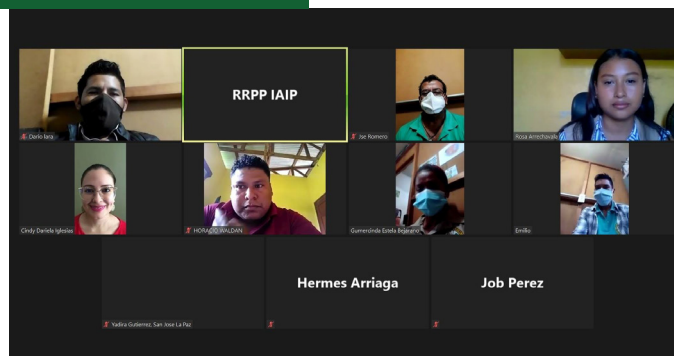 RRPP IAIP
Dario lara
Jse Romero
Rosa Arrechavala
Cindy Dariela Iglesias
HORACIO WALDAN
Gumercinda Estela Bejarano
Emilio
Hermes Arriaga
Job Perez
Yadira Gutierrez, San Jose La Paz